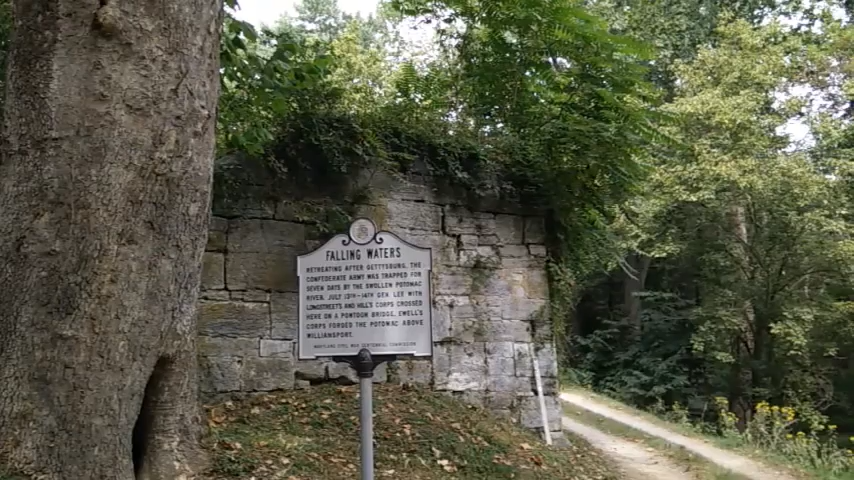 FALLING WATERS
RETREATING AFTER GETTYSBURG, THE
CONFEDERATE ARMY WAS TRAPPED FOR
SEVEN DAYS BY THE SWOLLEN POTOMAC
RIVER. JULY 13TH-14TH GEN. LEE WITH
LONGSTREETS AND HILL'S CORPS CROSSED
HERE ON A PONTOON BRIDGE. EWELL'S
CORPS FORDED THE POTOMAC ABOVE
WILLIAMSPORT.
MARYLAND CIVIL WAR CENTENNIAL COMMISSION